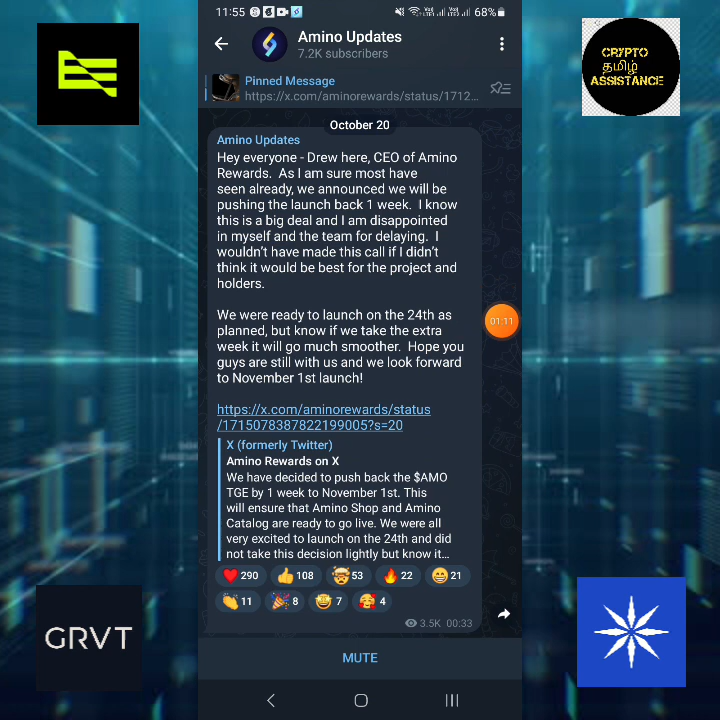 11:55
68%
Amino Updates
7.2K subscribers
CRYPTO
தமிழ்
ASSISTANCE
Pinned Message
https://x.com/aminorewards/status/1712...
October 20
Amino Updates
Hey everyone - Drew here, CEO of Amino
Rewards. As I am sure most have
seen already, we announced we will be
pushing the launch back 1 week. I know
this is a big deal and I am disappointed
in myself and the team for delaying. I
wouldn't have made this call if I didn't
think it would be best for the project and
holders.
We were ready to launch on the 24th as
planned, but know if we take the extra
week it will go much smoother. Hope you
guys are still with us and we look forward
to November 1st launch!
01:11
https://x.com/aminorewards/status
/1715078387822199005?s=20
X (formerly Twitter)
Amino Rewards on X
We have decided to push back the $AMO
TGE by 1 week to November 1st. This
will ensure that Amino Shop and Amino
Catalog are ready to go live. We were all
very excited to launch on the 24th and did
not take this decision lightly but know it...
290 108 53 22 21
11 8 7 4
3.5K 00:33
GRVT
MUTE